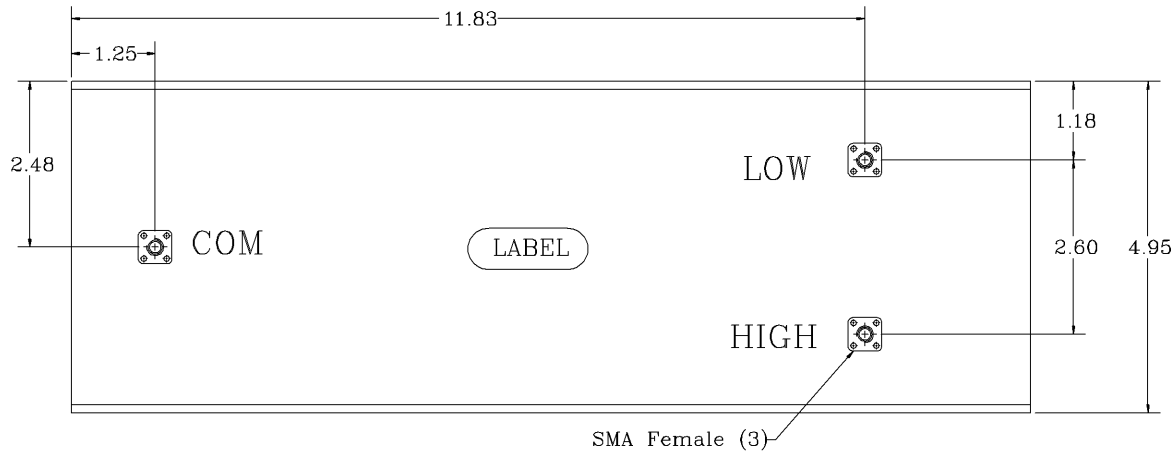 11.83
1.25
1.18
2.48
LOW
COM
LABEL
2.60
4.95
HIGH
SMA Female (3)